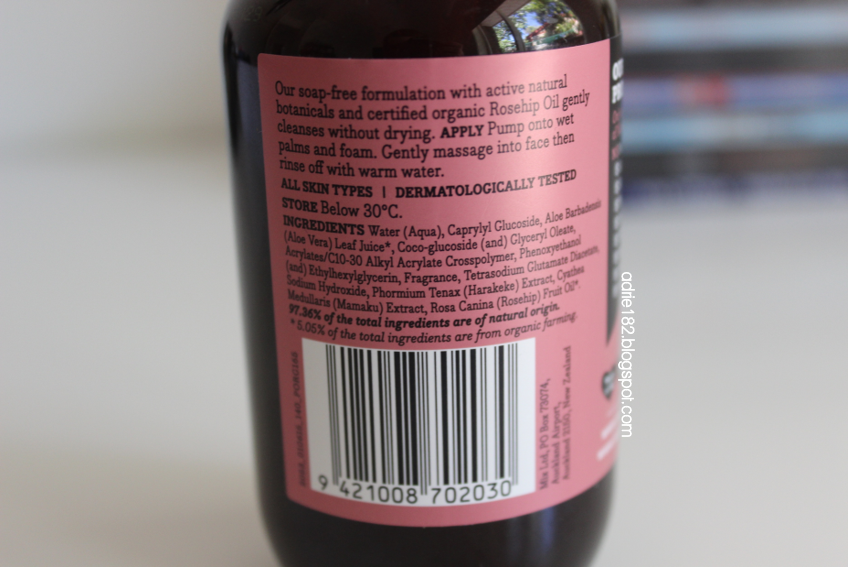 Our soap-free formulation with active natural
botanicals and certified organic Rosehip Oil gently
cleanses without drying. APPLY Pump onto wet
palms and foam. Gently massage into face then
rinse off with warm water.
ALL SKIN TYPES | DERMATOLOGICALLY TESTED
STORE Below 30°C.
INGREDIENTS Water (Aqua), Caprylyl Glucoside, Aloe Barbadensis
(Aloe Vera) Leaf Juice*, Coco-glucoside (and) Glyceryl Oleate,
Acrylates/C10-30 Alkyl Acrylate Crosspolymer, Phenoxyethanol
(and) Ethylhexylglycerin, Fragrance, Tetrasodium Glutamate Diacetate,
Sodium Hydroxide, Phormium Tenax (Harakeke) Extract, Cyathea
Medullaris (Mamaku) Extract, Rosa Canina (Rosehip) Fruit Oil*.
97.36% of the total ingredients are of natural origin.
*5.05% of the total ingredients are from organic farming.
9 421008 702030
Mix Ltd, PO Box 73074,
Auckland Airport,
Auckland 2150, New Zealand
adrie182.blogspot.com